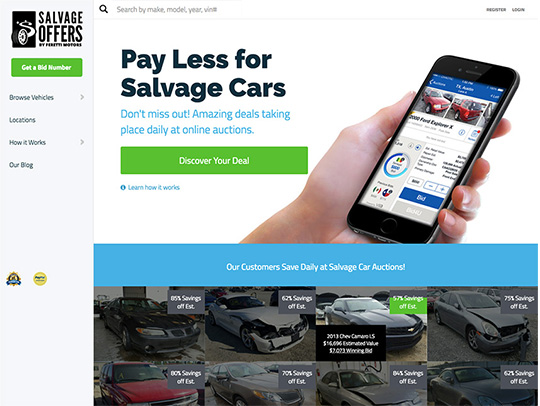 SALVAGE
OFFERS
BY FERETTI MOTORS
Search by make, model, year, vin#
REGISTER
LOGIN
Get a Bid Number
Browse Vehicles
Locations
How it Works
Our Blog
Pay Less for
Salvage Cars
Don't miss out! Amazing deals taking
place daily at online auctions.
Discover Your Deal
Learn how it works
TX, Austin
2000 Ford Explorer X
Bid
Our Customers Save Daily at Salvage Car Auctions!
85% Savings
off Est.
62% Savings
off Est.
57% Savings
off Est.
75% Savings
off Est.
2013 Chev Camaro LS
$16,696 Estimated Value
$7,073 Winning Bid
80% Savings
off Est.
70% Savings
off Est.
84% Savings
off Est.
62% Savings
off Est.